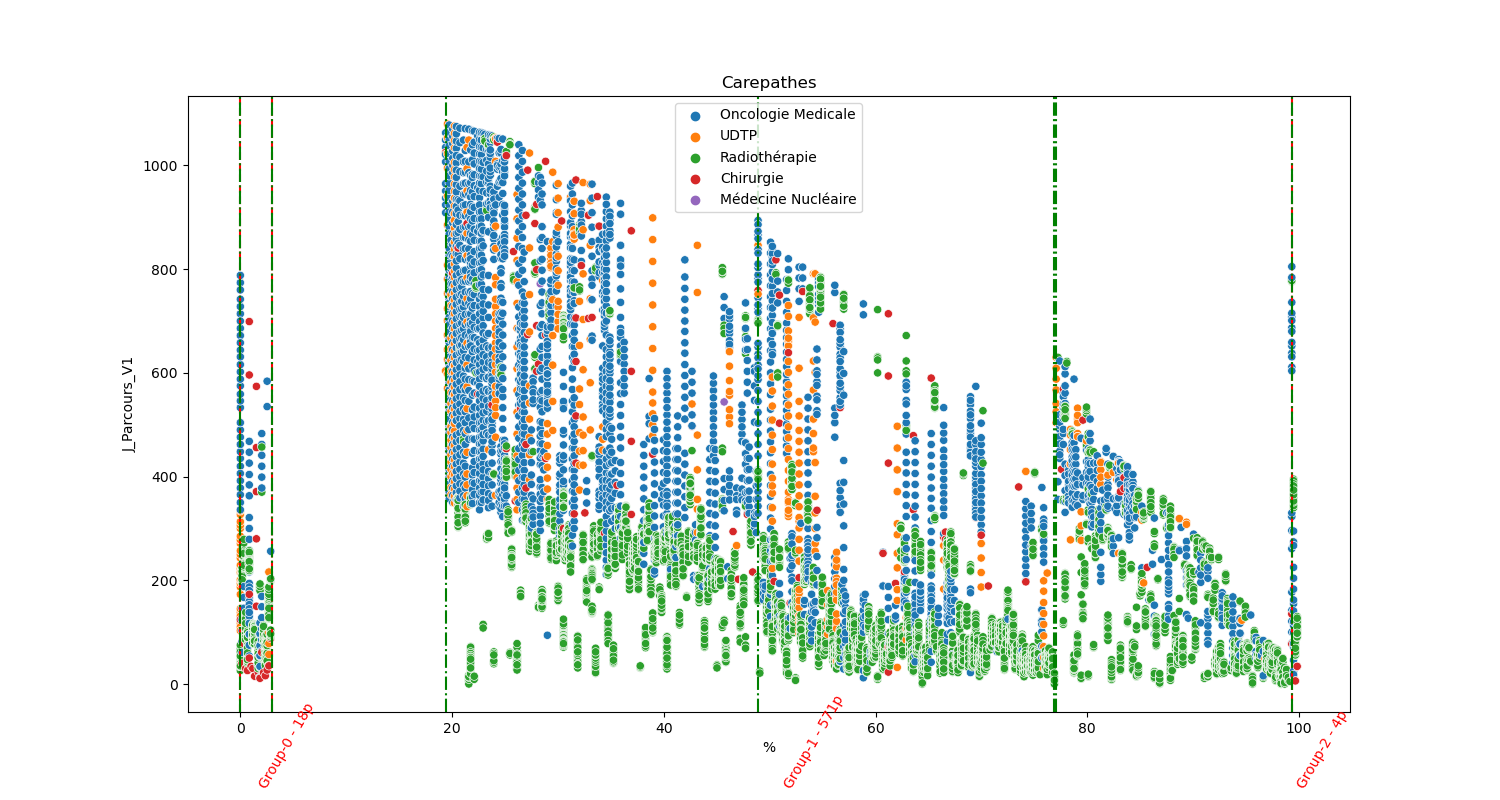 Carepathes
Oncologie Medicale
UDTP
Radiothérapie
Chirurgie
Médecine Nucléaire
J_Parcours_V1
1000
800
600
400
200
0
0 20 40 60 80 100
%
Group-0 - 18p
Group-1 - 571p
Group-2 - 4p